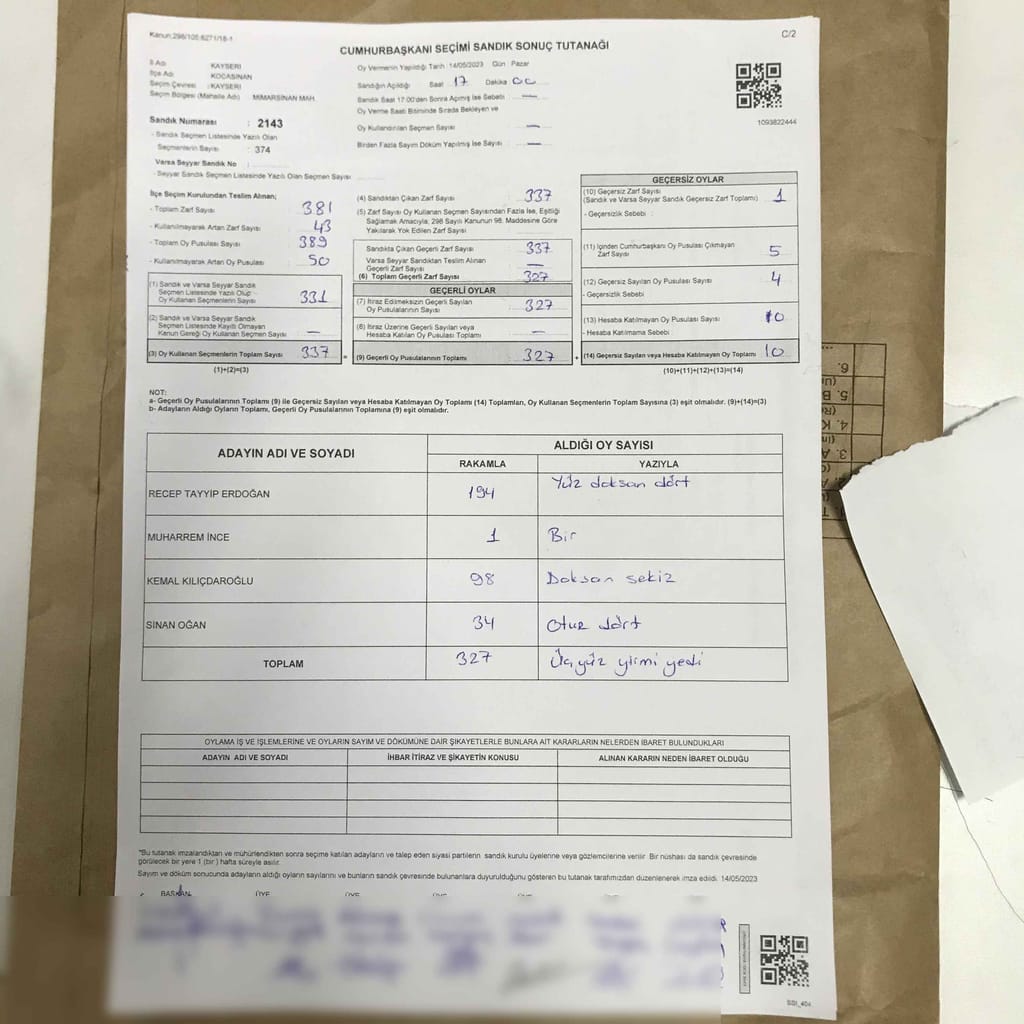 Kanun:298/105 6271/18-1
C/2
CUMHURBAŞKANI SEÇİMİ SANDIK SONUÇ TUTANAĞI
İl Adı KAYSERİ
İlçe Adı KOCASİNAN
Seçim Çevresi : KAYSERİ
Seçim Bölgesi (Mahalle Adı) MİMARSİNAN MAH.
Sandık Numarası : 2143
- Sandık Seçmen Listesinde Yazılı Olan
Seçmenlerin Sayısı : 374
Varsa Seyyar Sandık No :
- Seyyar Sandık Seçmen Listesinde Yazılı Olan Seçmen Sayısı
Oy Vermenin Yapıldığı Tarih :14/05/2023 Gün Pazar
Sandığın Açıldığı Saat 17 Dakika 00
Sandık Saat 17:00'den Sonra Açılmış İse Sebebi —
Oy Verme Saati Bitiminde Sırada Bekleyen ve
Oy Kullandırılan Seçmen Sayısı —
Birden Fazla Sayım Döküm Yapılmış İse Sayısı —
1093822444
İlçe Seçim Kurulundan Teslim Alınan;
- Toplam Zarf Sayısı 381
- Kullanılmayarak Artan Zarf Sayısı 43
- Toplam Oy Pusulası Sayısı 389
- Kullanılmayarak Artan Oy Pusulası 50
(1) Sandık ve Varsa Seyyar Sandık
Seçmen Listesinde Yazılı Olup
Oy Kullanan Seçmenlerin Sayısı 331
(2) Sandık ve Varsa Seyyar Sandık
Seçmen Listesinde Kayıtlı Olmayan
Kanun Gereği Oy Kullanan Seçmen Sayısı —
(3) Oy Kullanan Seçmenlerin Toplam Sayısı 337 =
(1)+(2)=(3)
(4) Sandıktan Çıkan Zarf Sayısı 337
(5) Zarf Sayısı Oy Kullanan Seçmen Sayısından Fazla İse, Eşitliği
Sağlamak Amacıyla, 298 Sayılı Kanunun 98. Maddesine Göre
Yakılarak Yok Edilen Zarf Sayısı
Sandıkta Çıkan Geçerli Zarf Sayısı 337
Varsa Seyyar Sandıktan Teslim Alınan
Geçerli Zarf Sayısı —
(6) Toplam Geçerli Zarf Sayısı 327
GEÇERLİ OYLAR
(7) İtiraz Edilmeksizin Geçerli Sayılan
Oy Pusulalarının Sayısı 327
(8) İtiraz Üzerine Geçerli Sayılan veya
Hesaba Katılan Oy Pusulası Toplamı —
(9) Geçerli Oy Pusulalarının Toplamı 327 +
GEÇERSİZ OYLAR
(10) Geçersiz Zarf Sayısı
(Sandık ve Varsa Seyyar Sandık Geçersiz Zarf Toplamı) 1
- Geçersizlik Sebebi :
(11) İçinden Cumhurbaşkanı Oy Pusulası Çıkmayan
Zarf Sayısı 5
(12) Geçersiz Sayılan Oy Pusulası Sayısı 4
- Geçersizlik Sebebi
(13) Hesaba Katılmayan Oy Pusulası Sayısı 10
- Hesaba Katılmama Sebebi
(14) Geçersiz Sayılan veya Hesaba Katılmayan Oy Toplamı 10
(10)+(11)+(12)+(13)=(14)
NOT:
a- Geçerli Oy Pusulalarının Toplamı (9) ile Geçersiz Sayılan veya Hesaba Katılmayan Oy Toplamı (14) Toplamları, Oy Kullanan Seçmenlerin Toplam Sayısına (3) eşit olmalıdır. (9)+(14)=(3)
b- Adayların Aldığı Oyların Toplamı, Geçerli Oy Pusulalarının Toplamına (9) eşit olmalıdır.
ADAYIN ADI VE SOYADI
ALDIĞI OY SAYISI
RAKAMLA YAZIYLA
RECEP TAYYİP ERDOĞAN 194 Yüz doksan dört
MUHARREM İNCE 1 Bir
KEMAL KILIÇDAROĞLU 98 Doksan sekiz
SİNAN OĞAN 34 Otuz dört
TOPLAM 327 Üçyüz yirmi yedi
OYLAMA İŞ VE İŞLEMLERİNE VE OYLARIN SAYIM VE DÖKÜMÜNE DAİR ŞİKAYETLERLE BUNLARA AİT KARARLARIN NELERDEN İBARET BULUNDUKLARI
ADAYIN ADI VE SOYADI İHBAR İTİRAZ VE ŞİKAYETİN KONUSU ALINAN KARARIN NEDEN İBARET OLDUĞU
*Bu tutanak imzalandıktan ve mühürlendikten sonra seçime katılan adayların ve talep eden siyasi partilerin sandık kurulu üyelerine veya gözlemcilerine verilir. Bir nüshası da sandık çevresinde
görülecek bir yere 1 (bir) hafta süreyle asılır.
Sayım ve döküm sonucunda adayların aldığı oyların sayılarını ve bunların sandık çevresinde bulunanlara duyurulduğunu gösteren bu tutanak tarafımızdan düzenlenerek imza edildi. 14/05/2023
BAŞKAN ÜYE ÜYE ÜYE